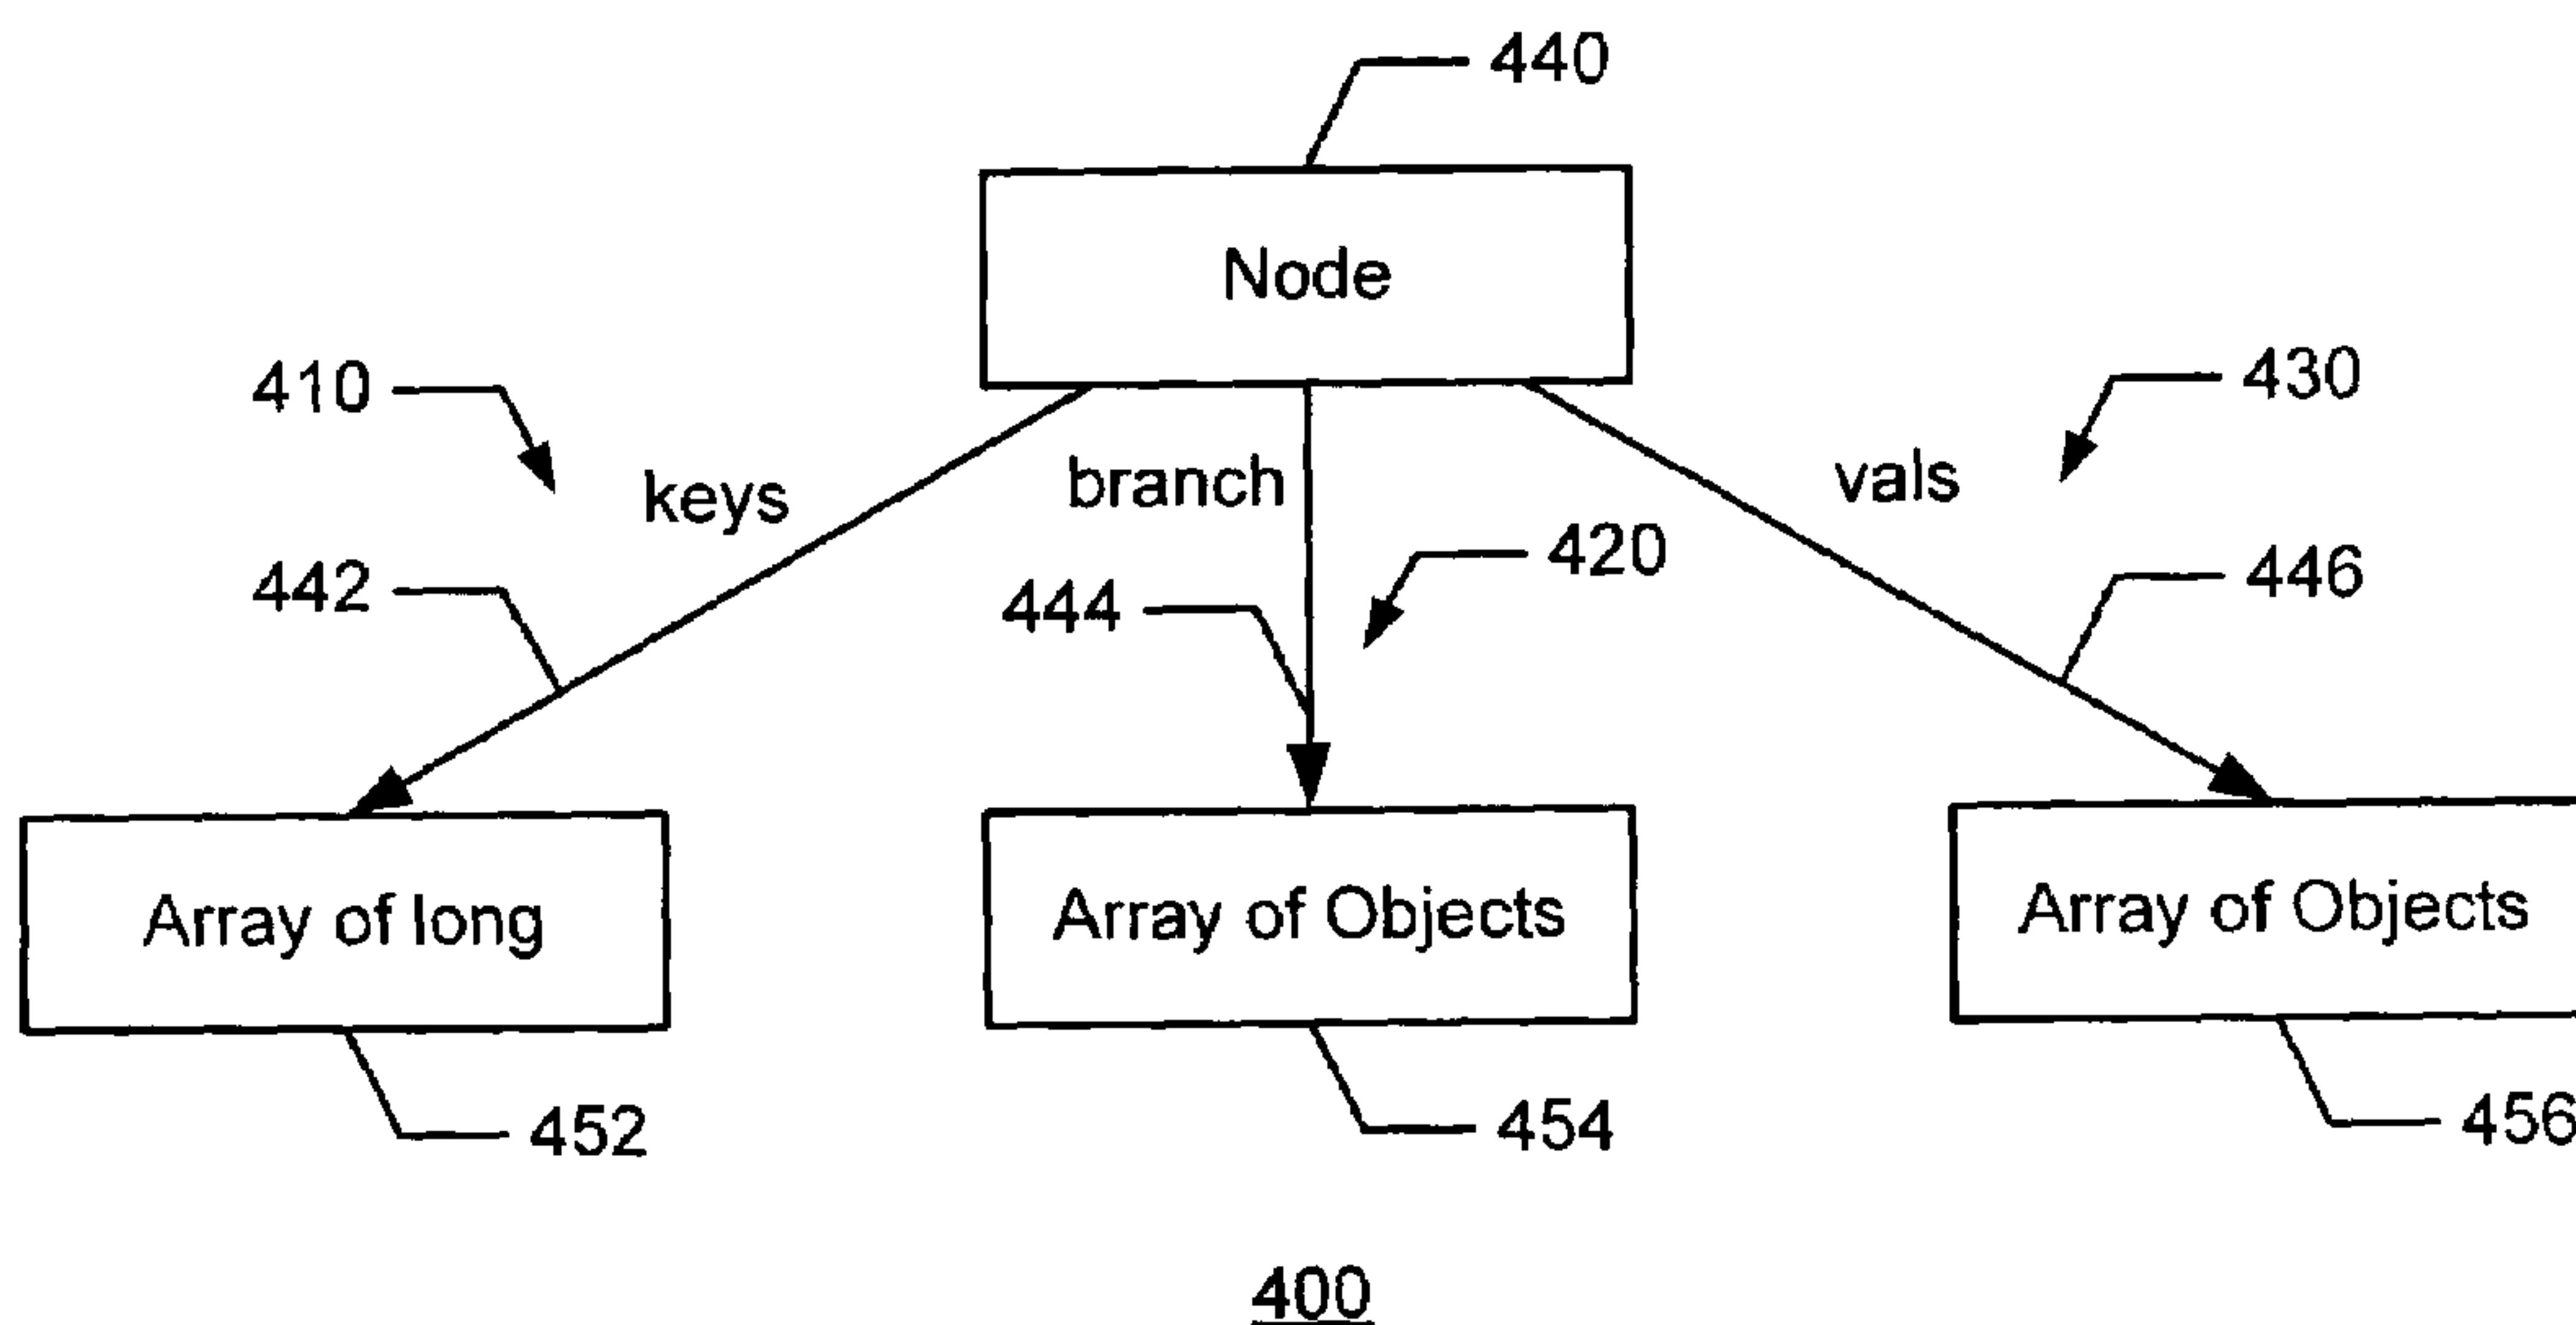 440
Node
410
430
keys
branch
vals
442
444
420
446
Array of long
Array of Objects
Array of Objects
452
454
456
400